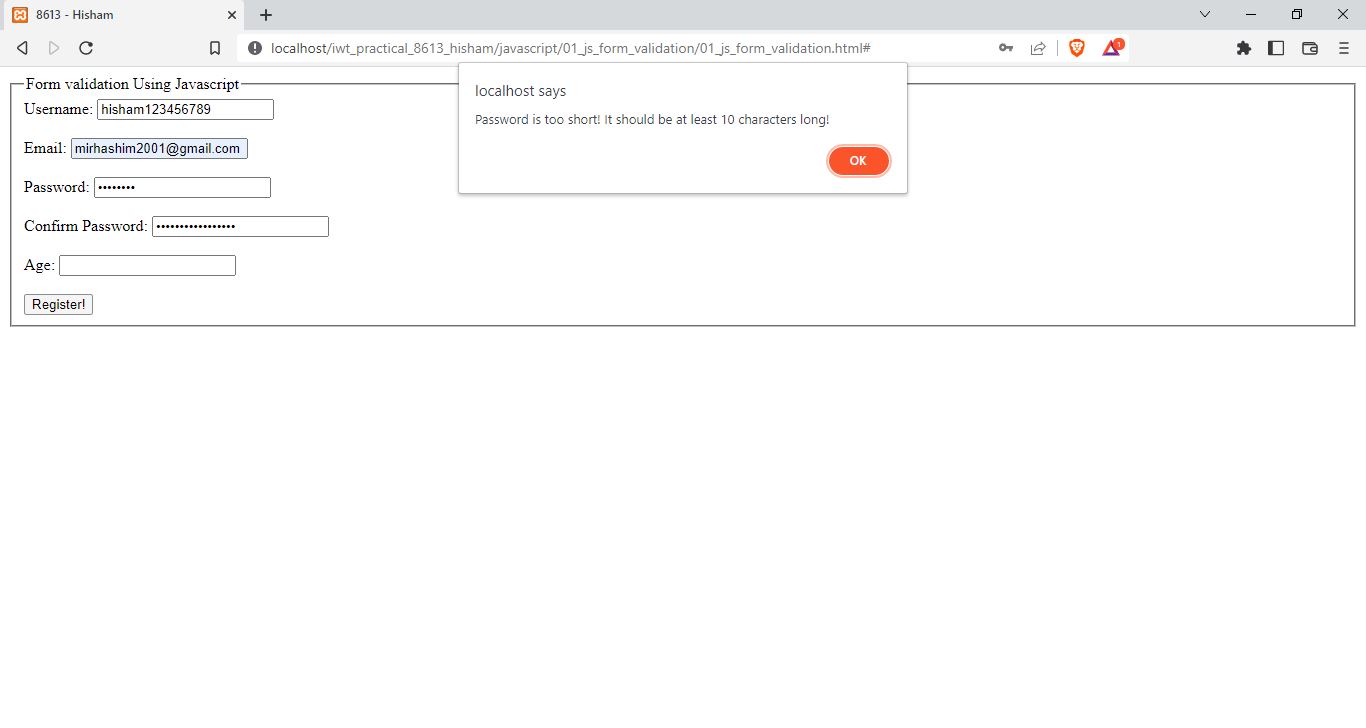 8613 - Hisham
localhost/iwt_practical_8613_hisham/javascript/01_js_form_validation/01_js_form_validation.html#
1
localhost says
Password is too short! It should be at least 10 characters long!
OK
Form validation Using Javascript
Username: hisham123456789
Email: mirhashim2001@gmail.com
Password: ••••••••
Confirm Password: •••••••••••••••••
Age:
Register!